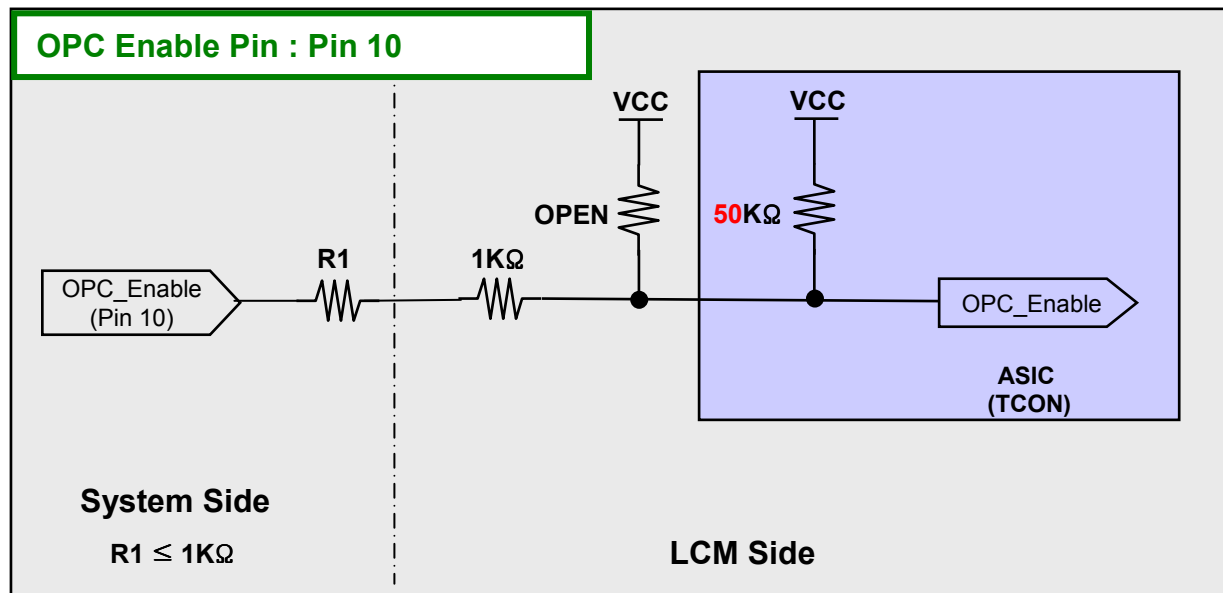 OPC Enable Pin : Pin 10
VCC
VCC
OPEN
50KΩ
R1
1KΩ
OPC_Enable
(Pin 10)
OPC_Enable
ASIC
(TCON)
System Side
R1 ≤ 1KΩ
LCM Side